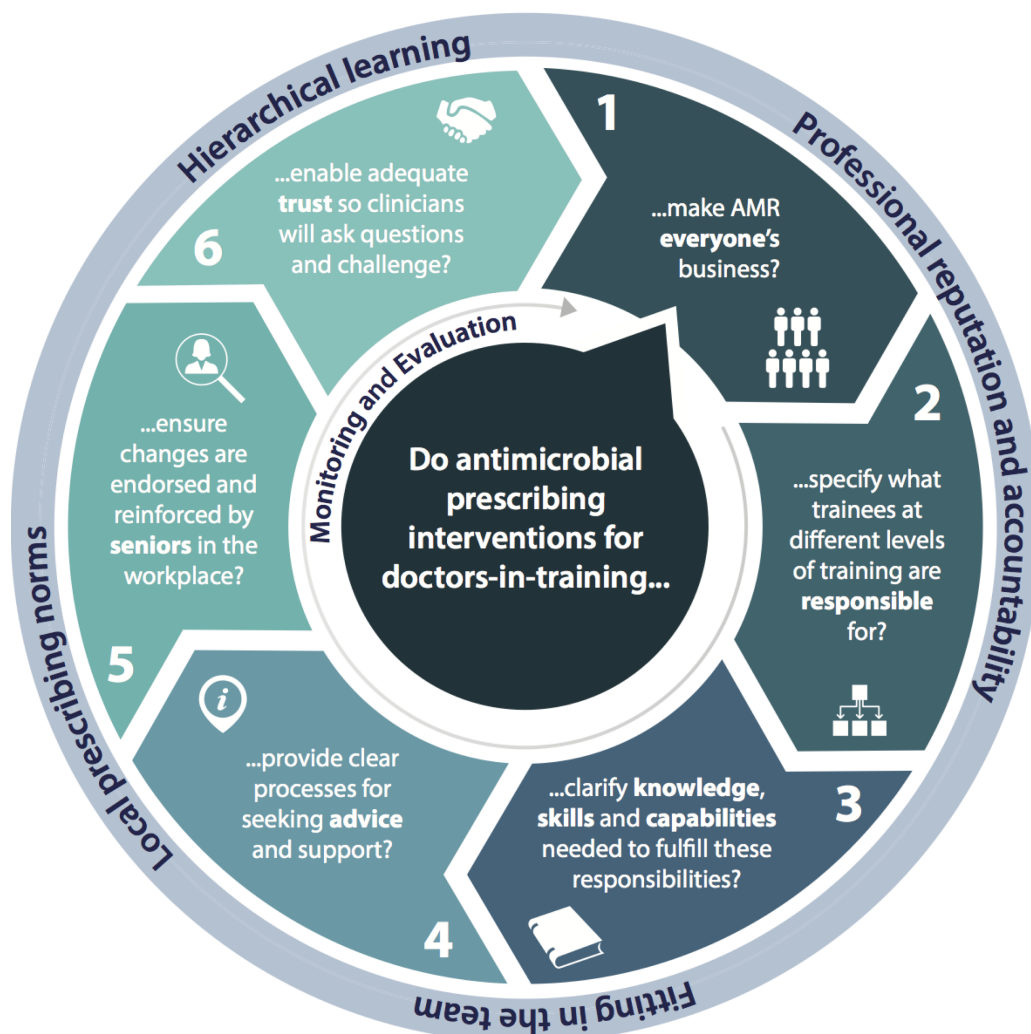 Hierarchical learning
Professional reputation and accountability
Fitting in the team
Local prescribing norms
Monitoring and Evaluation
Do antimicrobial
prescribing
interventions for
doctors-in-training...
1
...make AMR
everyone's
business?
2
...specify what
trainees at
different levels
of training are
responsible
for?
3
...clarify knowledge,
skills and capabilities
needed to fulfill these
responsibilities?
4
...provide clear
processes for
seeking advice
and support?
i
5
...ensure
changes are
endorsed and
reinforced by
seniors in the
workplace?
6
...enable adequate
trust so clinicians
will ask questions
and challenge?